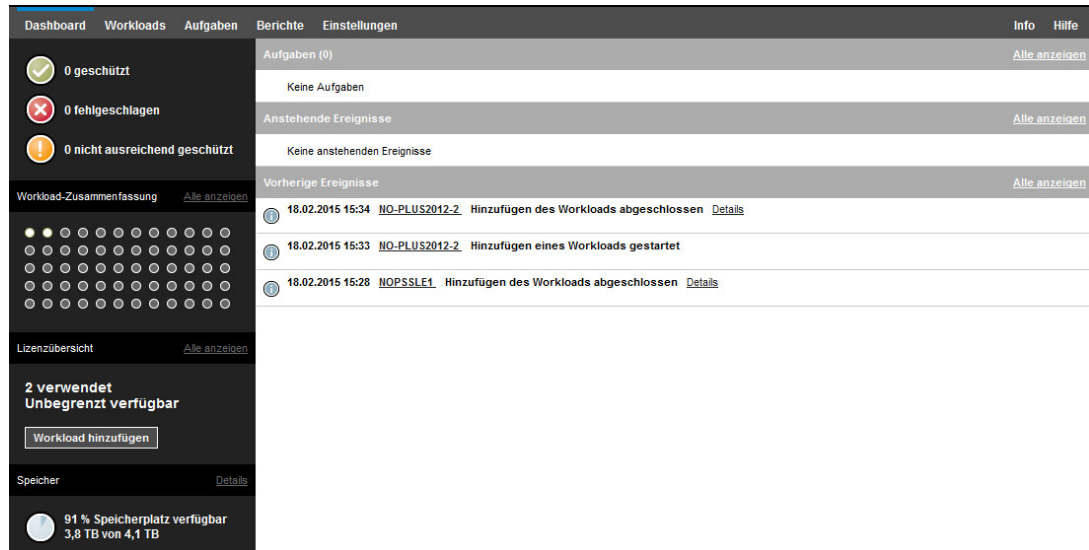 Dashboard Workloads Aufgaben Berichte Einstellungen Info Hilfe
0 geschützt
0 fehlgeschlagen
0 nicht ausreichend geschützt
Workload-Zusammenfassung Alle anzeigen
Lizenzübersicht Alle anzeigen
2 verwendet
Unbegrenzt verfügbar
Workload hinzufügen
Speicher Details
91 % Speicherplatz verfügbar
3,8 TB von 4,1 TB
Aufgaben (0) Alle anzeigen
Keine Aufgaben
Anstehende Ereignisse Alle anzeigen
Keine anstehenden Ereignisse
Vorherige Ereignisse Alle anzeigen
18.02.2015 15:34 NO-PLUS2012-2 Hinzufügen des Workloads abgeschlossen Details
18.02.2015 15:33 NO-PLUS2012-2 Hinzufügen eines Workloads gestartet
18.02.2015 15:28 NOPSSLE1 Hinzufügen des Workloads abgeschlossen Details